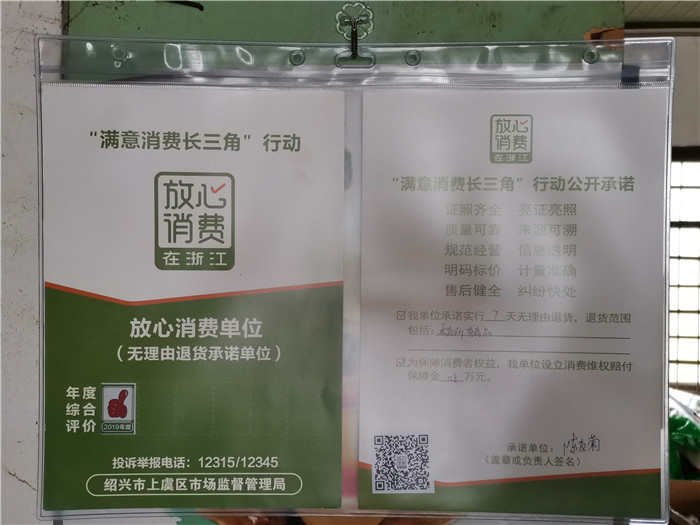 “满意消费长三角”行动
放心
消费
在浙江
放心消费单位
（无理由退货承诺单位）
年度
综合
评价
2019年度
投诉举报电话：12315/12345
绍兴市上虞区市场监督管理局
放心
消费
在浙江
“满意消费长三角”行动公开承诺
证照齐全 亮证亮照
质量可靠 来源可溯
规范经营 信息透明
明码标价 计量准确
售后健全 纠纷快处
我单位承诺实行 7 天无理由退货，退货范围
包括：
为保障消费者权益，我单位设立消费维权赔付
保障金 万元。
承诺单位：
（盖章或负责人签名）